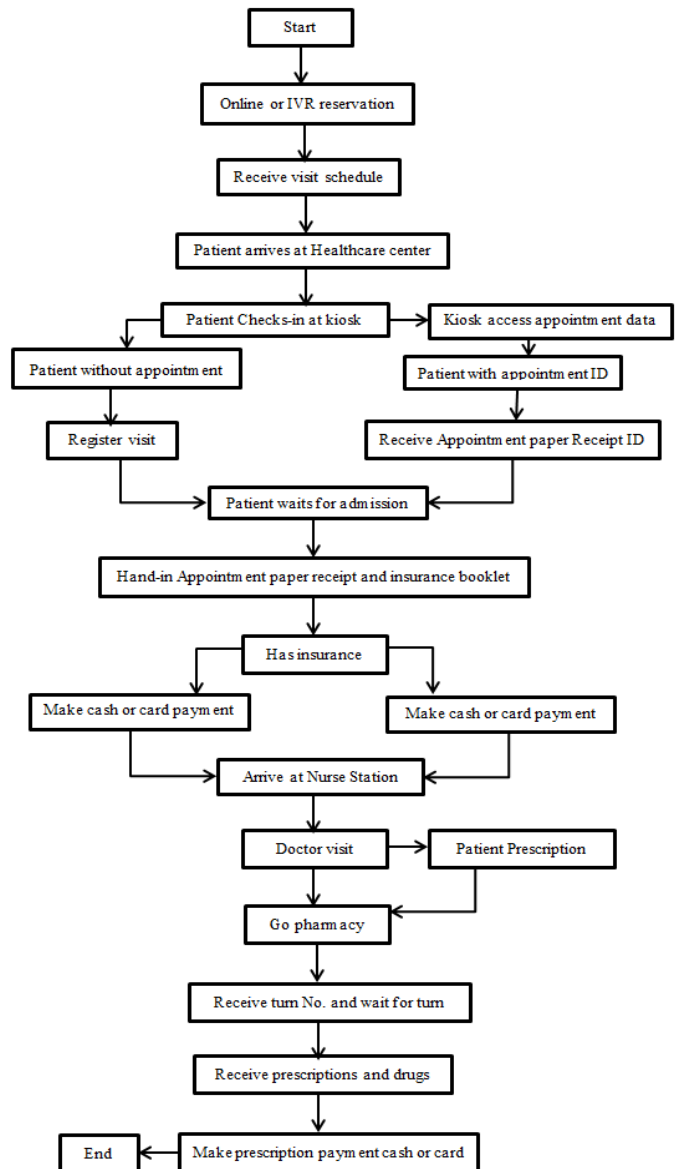 Start
Online or IVR reservation
Receive visit schedule
Patient arrives at Healthcare center
Patient Checks-in at kiosk
Kiosk access appointment data
Patient without appointment
Patient with appointment ID
Register visit
Receive Appointment paper Receipt ID
Patient waits for admission
Hand-in Appointment paper receipt and insurance booklet
Has insurance
Make cash or card payment
Make cash or card payment
Arrive at Nurse Station
Doctor visit
Patient Prescription
Go pharmacy
Receive turn No. and wait for turn
Receive prescriptions and drugs
End
Make prescription payment cash or card